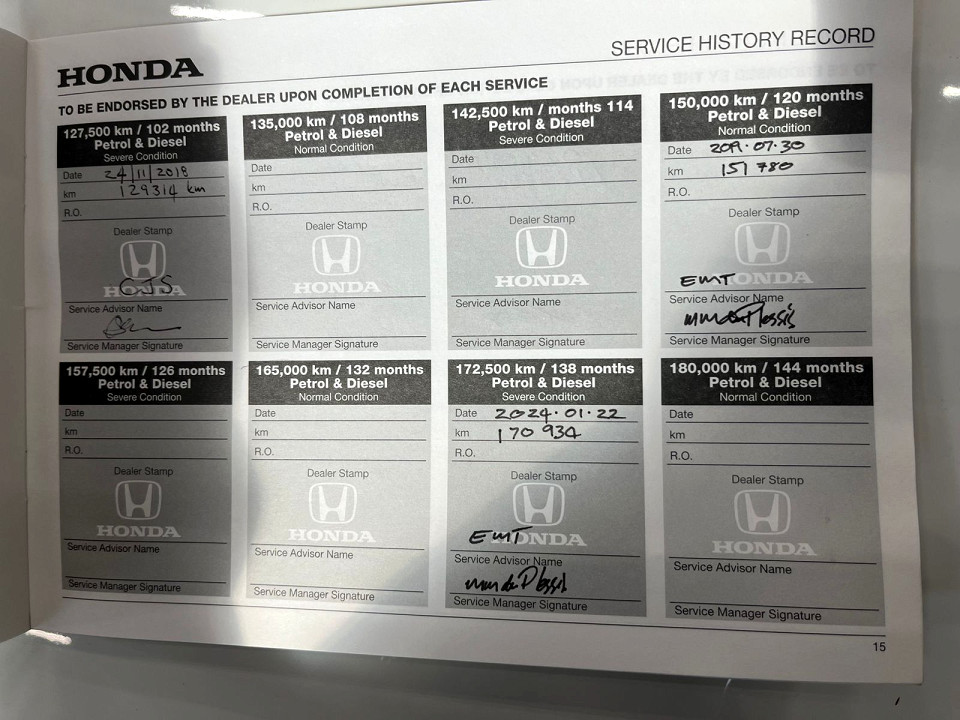 HONDA
SERVICE HISTORY RECORD
TO BE ENDORSED BY THE DEALER UPON COMPLETION OF EACH SERVICE
127,500 km / 102 months
Petrol & Diesel
Severe Condition
Date 24/11/2018
km 129314 km
R.O.
Dealer Stamp
HONDA
CJS
Service Advisor Name
Service Manager Signature
135,000 km / 108 months
Petrol & Diesel
Normal Condition
Date
km
R.O.
Dealer Stamp
HONDA
Service Advisor Name
Service Manager Signature
142,500 km / months 114
Petrol & Diesel
Severe Condition
Date
km
R.O.
Dealer Stamp
HONDA
Service Advisor Name
Service Manager Signature
150,000 km / 120 months
Petrol & Diesel
Normal Condition
Date
km 151 780
R.O.
Dealer Stamp
HONDA
EMT
Service Advisor Name
Service Manager Signature
157,500 km / 126 months
Petrol & Diesel
Severe Condition
Date
km
R.O.
Dealer Stamp
HONDA
Service Advisor Name
Service Manager Signature
165,000 km / 132 months
Petrol & Diesel
Normal Condition
Date
km
R.O.
Dealer Stamp
HONDA
Service Advisor Name
Service Manager Signature
172,500 km / 138 months
Petrol & Diesel
Severe Condition
Date 2024.01.22
km 170 934
R.O.
Dealer Stamp
HONDA
EMT
Service Advisor Name
Service Manager Signature
180,000 km / 144 months
Petrol & Diesel
Normal Condition
Date
km
R.O.
Dealer Stamp
HONDA
Service Advisor Name
Service Manager Signature
15